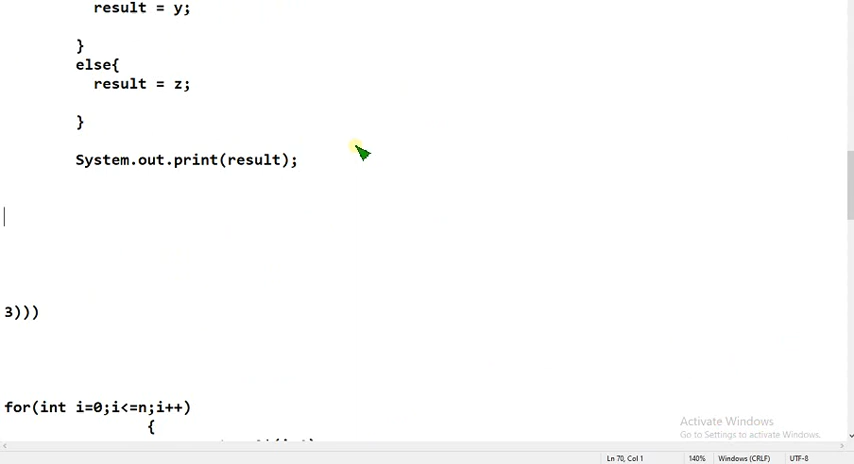 result = y;
}
else{
result = z;
}
System.out.print(result);
3)))
for(int i=0;i<=n;i++)
{
Activate Windows
Go to Settings to activate Windows.
Ln 70, Col 1
140%
Windows (CRLF)
UTF-8